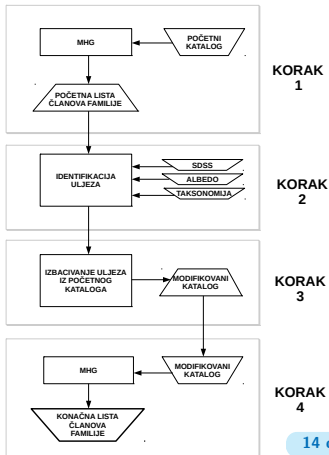 MHG
POČETNI
KATALOG
POČETNA LISTA
ČLANOVA FAMILIJE
KORAK
1
IDENTIFIKACIJA
ULJEZA
SDSS
ALBEDO
TAKSONOMIJA
KORAK
2
IZBACIVANJE ULJEZA
IZ POČETNOG
KATALOGA
MODIFIKOVANI
KATALOG
KORAK
3
MHG
MODIFIKOVANI
KATALOG
KONAČNA LISTA
ČLANOVA
FAMILIJE
KORAK
4
14